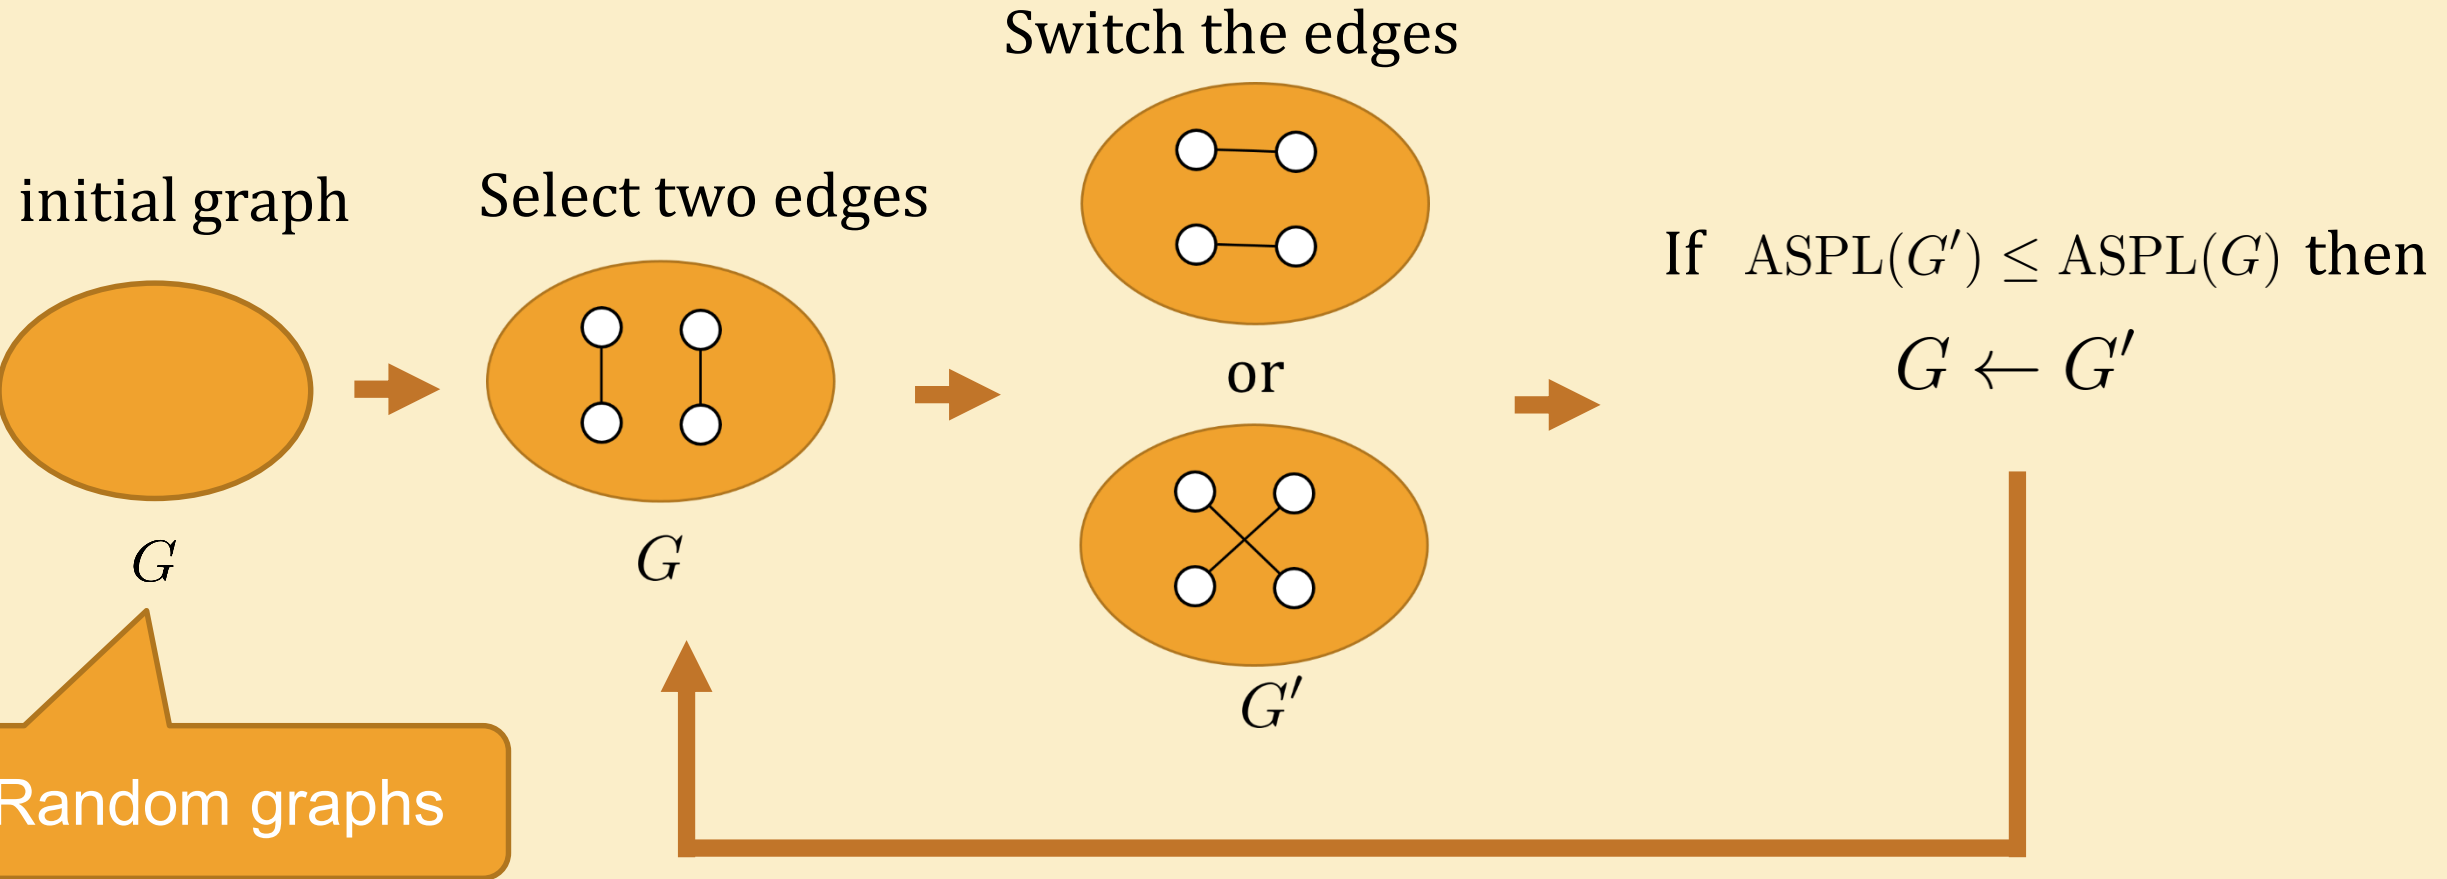 initial graph
G
Random graphs
Select two edges
G
Switch the edges
or
G′
If ASPL(G′) ≤ ASPL(G) then
G ← G′